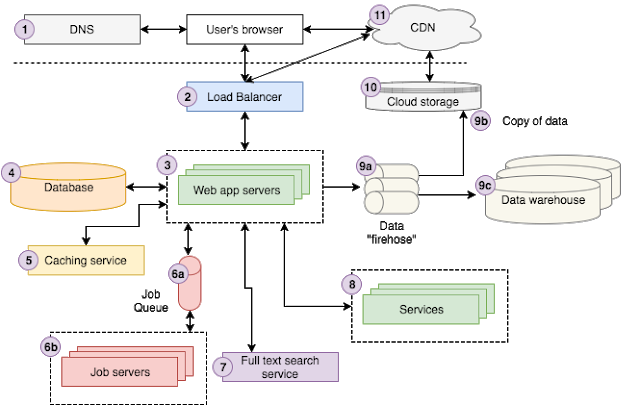 1
DNS
User's browser
11
CDN
2
Load Balancer
10
Cloud storage
9b
Copy of data
3
Web app servers
4
Database
9a
Data
"firehose"
9c
Data warehouse
5
Caching service
6a
Job
Queue
8
Services
6b
Job servers
7
Full text search
service